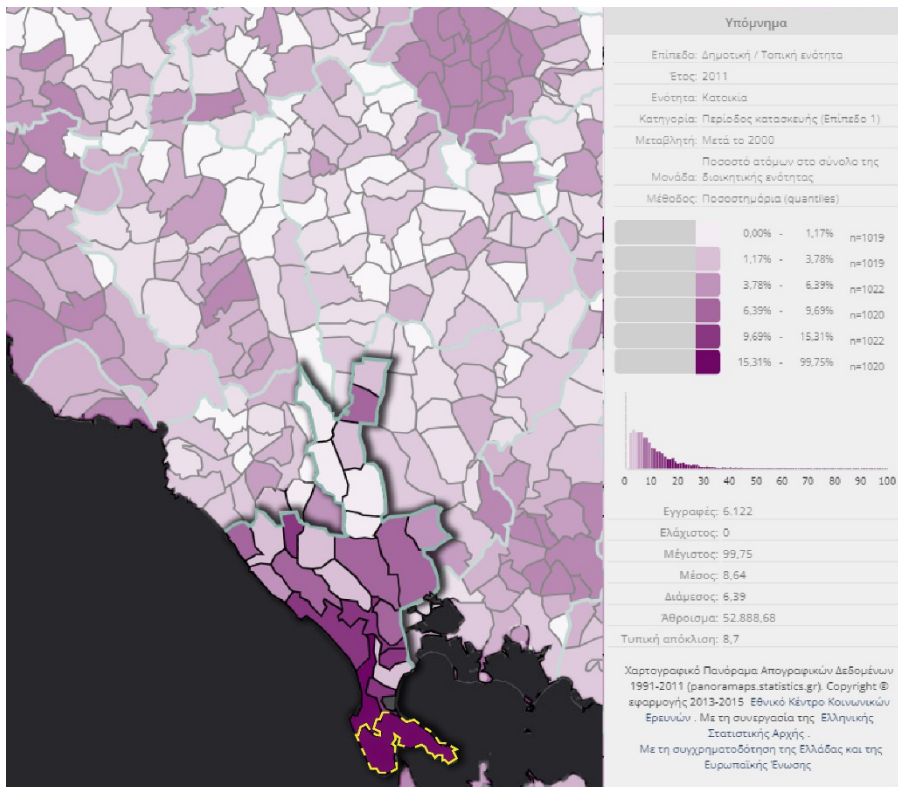 Υπόμνημα
Επίπεδο: Δημοτική / Τοπική ενότητα
Έτος: 2011
Ενότητα: Κατοικία
Κατηγορία: Περίοδος κατασκευής (Επίπεδο 1)
Μεταβλητή: Μετά το 2000
Ποσοστό ατόμων στο σύνολο της
Μονάδα: διοικητικής ενότητας
Μέθοδος: Ποσοστημόρια (quantiles)
0,00% - 1,17% n=1019
1,17% - 3,78% n=1019
3,78% - 6,39% n=1022
6,39% - 9,69% n=1020
9,69% - 15,31% n=1022
15,31% - 99,75% n=1020
0 10 20 30 40 50 60 70 80 90 100
Εγγραφές: 6.122
Ελάχιστος: 0
Μέγιστος: 99,75
Μέσος: 8,64
Διάμεσος: 6,39
Άθροισμα: 52.888,68
Τυπική απόκλιση: 8,7
Χαρτογραφικό Πανόραμα Απογραφικών Δεδομένων
1991-2011 (panoramaps.statistics.gr). Copyright ©
εφαρμογής 2013-2015 Εθνικό Κέντρο Κοινωνικών
Ερευνών . Με τη συνεργασία της Ελληνικής
Στατιστικής Αρχής .
Με τη συγχρηματοδότηση της Ελλάδας και της
Ευρωπαϊκής Ένωσης